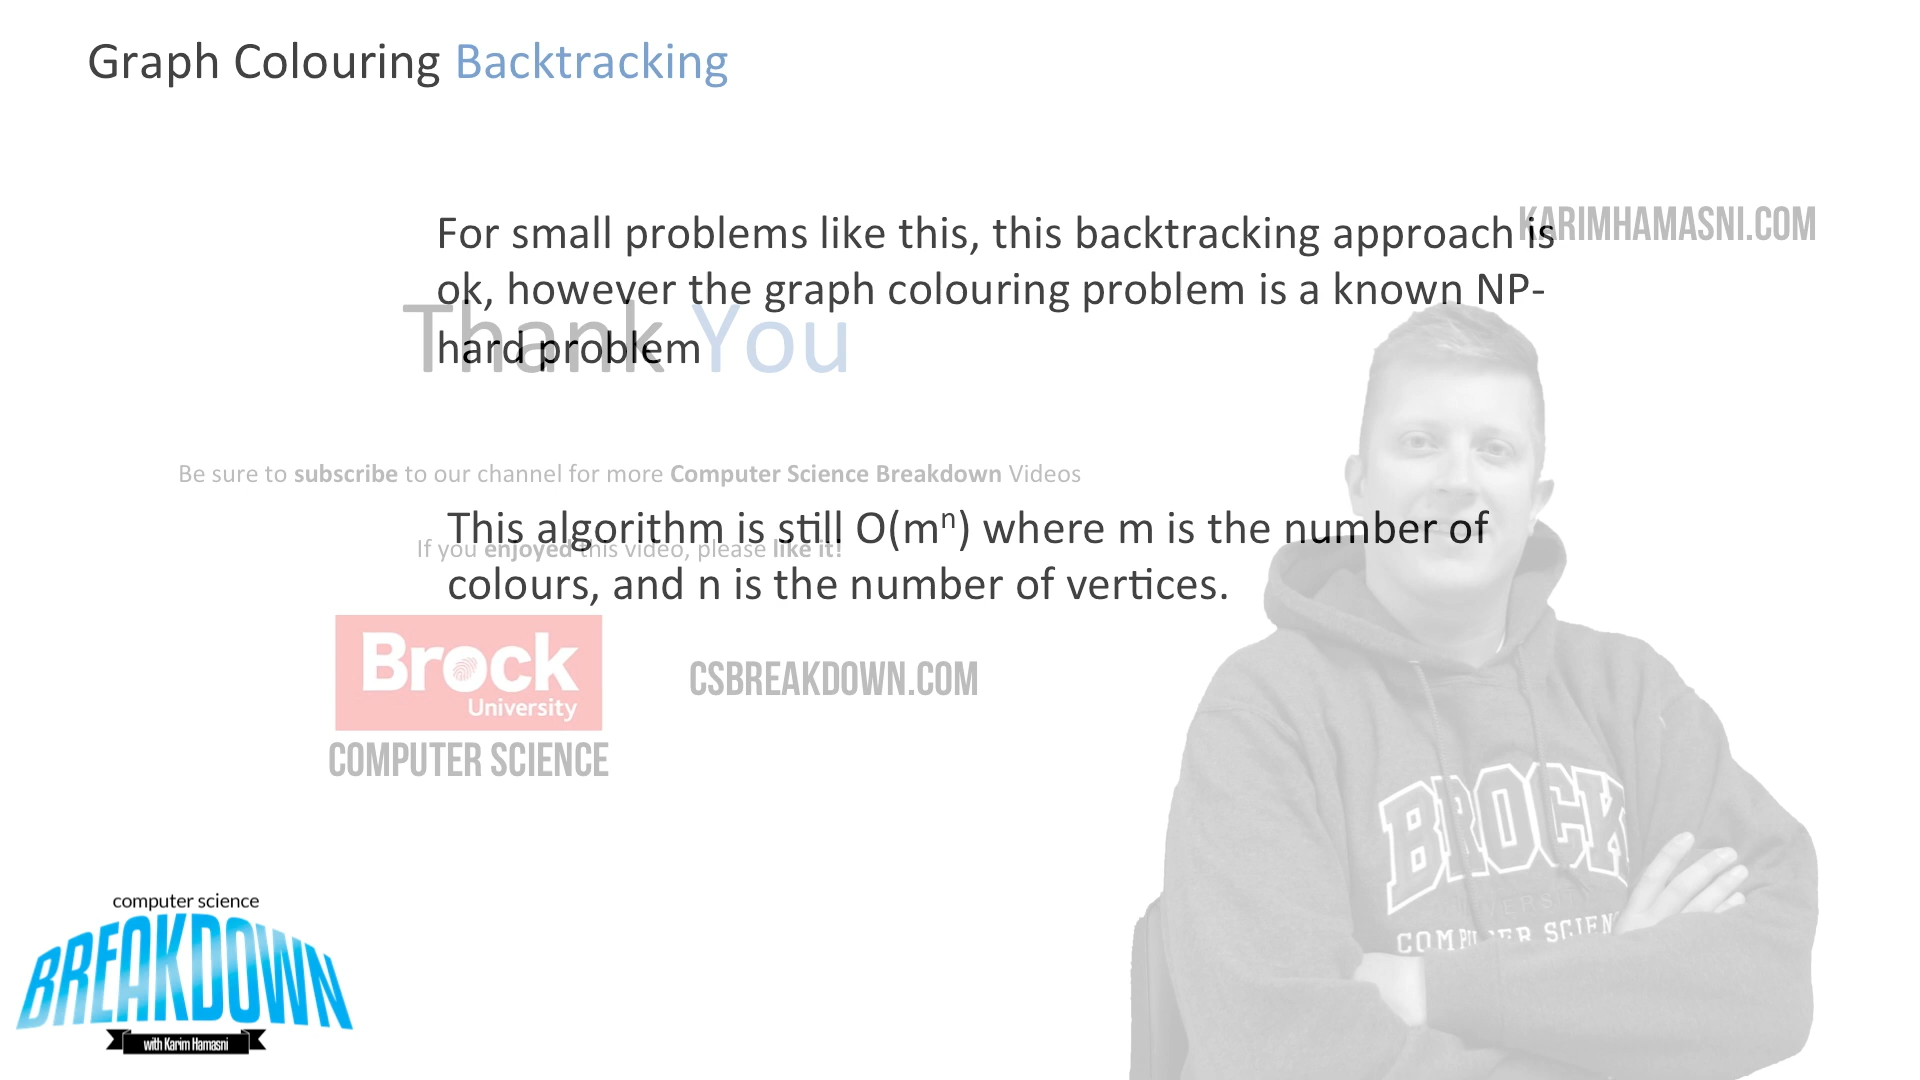 Graph Colouring Backtracking
KARIMHAMASNI.COM
For small problems like this, this backtracking approach is
ok, however the graph colouring problem is a known NP-
hard problem
Thank You
Be sure to subscribe to our channel for more Computer Science Breakdown Videos
This algorithm is still O(mⁿ) where m is the number of
If you enjoyed this video, please like it!
colours, and n is the number of vertices.
Brock
University
CSBREAKDOWN.COM
COMPUTER SCIENCE
BROCK
computer science
BREAKDOWN
with Karim Hamasni